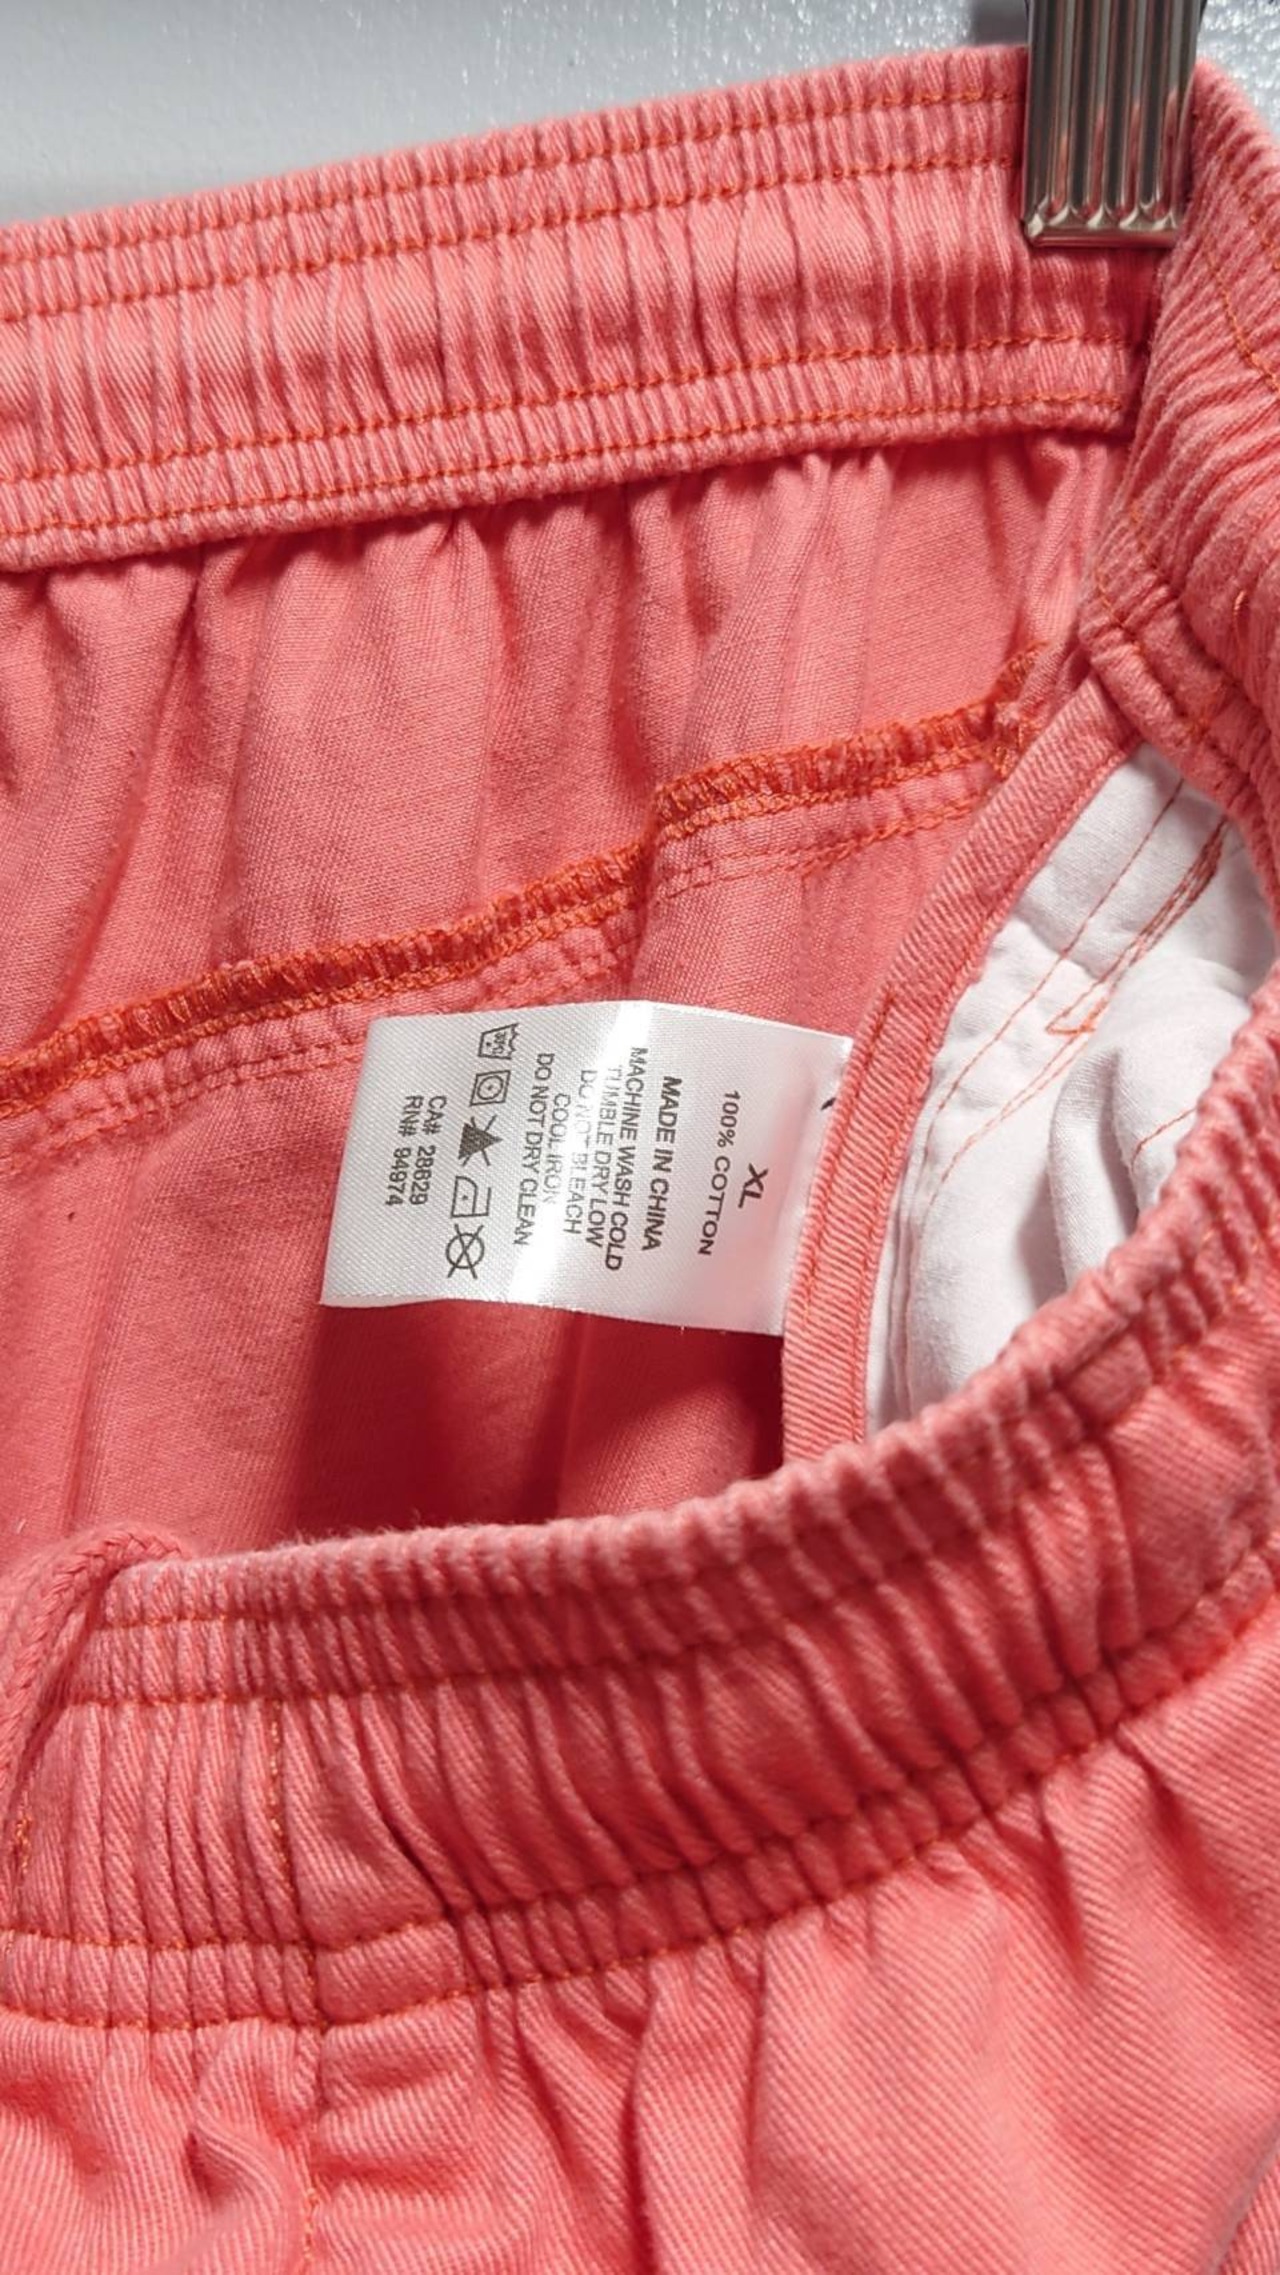 XL
100% COTTON
MADE IN CHINA
MACHINE WASH COLD
TUMBLE DRY LOW
DO NOT BLEACH
COOL IRON
DO NOT DRY CLEAN
CA# 28629
RN# 94974